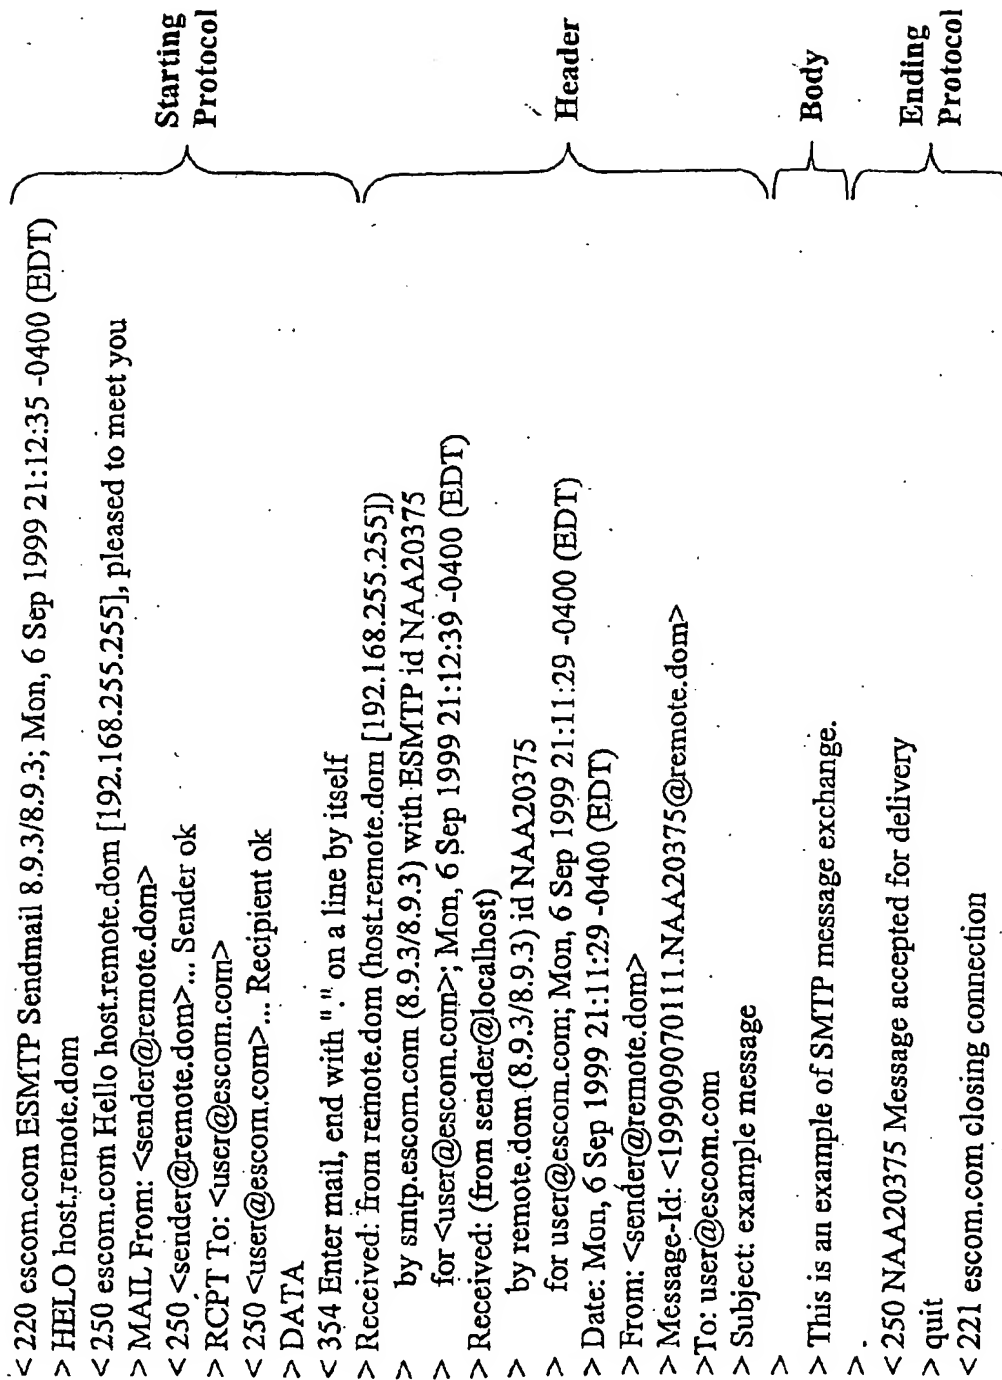 < 220 escom.com ESMTP Sendmail 8.9.3/8.9.3; Mon, 6 Sep 1999 21:12:35 -0400 (EDT)
> HELO host.remote.dom
< 250 escom.com Hello host.remote.dom [192.168.255.255], pleased to meet you
> MAIL From: <sender@remote.dom>
< 250 <sender@remote.dom>... Sender ok
> RCPT To: <user@escom.com>
< 250 <user@escom.com>... Recipient ok
> DATA
< 354 Enter mail, end with "." on a line by itself
Starting
Protocol
> Received: from remote.dom (host.remote.dom [192.168.255.255])
> by smtp.escom.com (8.9.3/8.9.3) with ESMTP id NAA20375
> for <user@escom.com>; Mon, 6 Sep 1999 21:12:39 -0400 (EDT)
> Received: (from sender@localhost)
> by remote.dom (8.9.3/8.9.3) id NAA20375
> for user@escom.com; Mon, 6 Sep 1999 21:11:29 -0400 (EDT)
> Date: Mon, 6 Sep 1999 21:11:29 -0400 (EDT)
> From: <sender@remote.dom>
> Message-Id: <199909070111.NAA20375@remote.dom>
>To: user@escom.com
> Subject: example message
Header
>
> This is an example of SMTP message exchange.
Body
>.
< 250 NAA20375 Message accepted for delivery
> quit
< 221 escom.com closing connection
Ending
Protocol